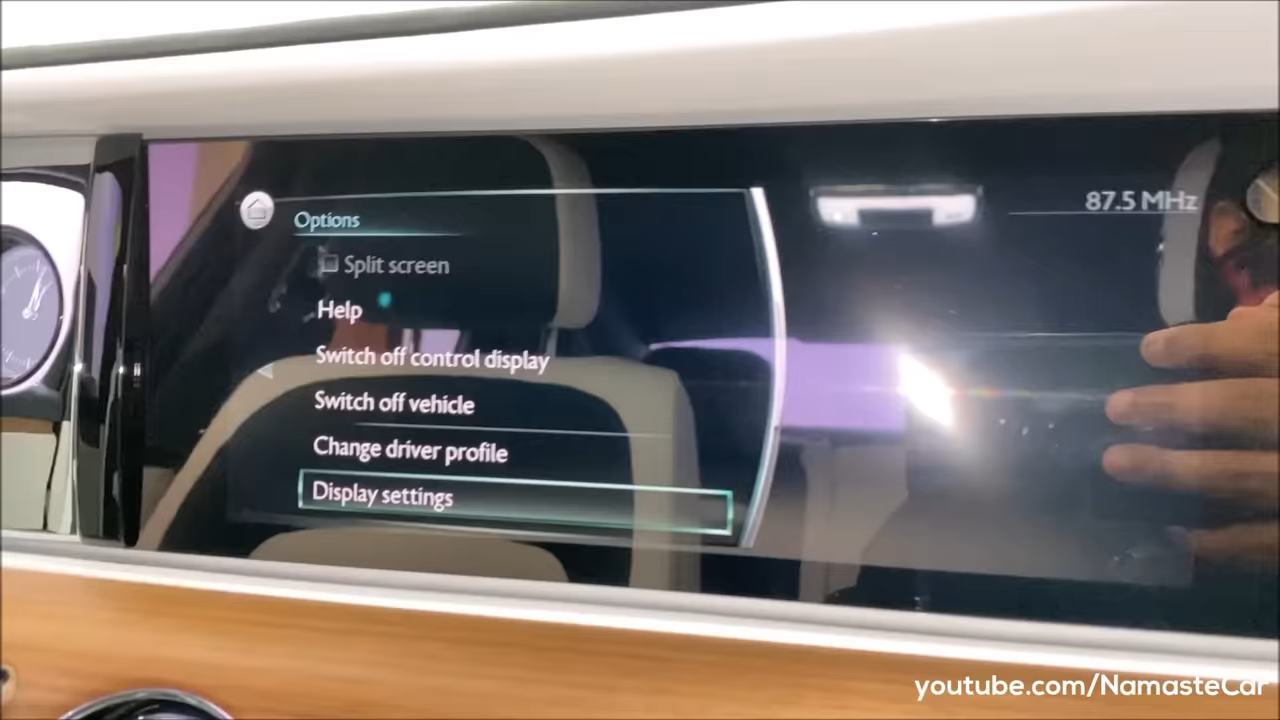 87.5 MHz
Options
Split screen
Help
Switch off control display
Switch off vehicle
Change driver profile
Display settings
youtube.com/NamasteCar